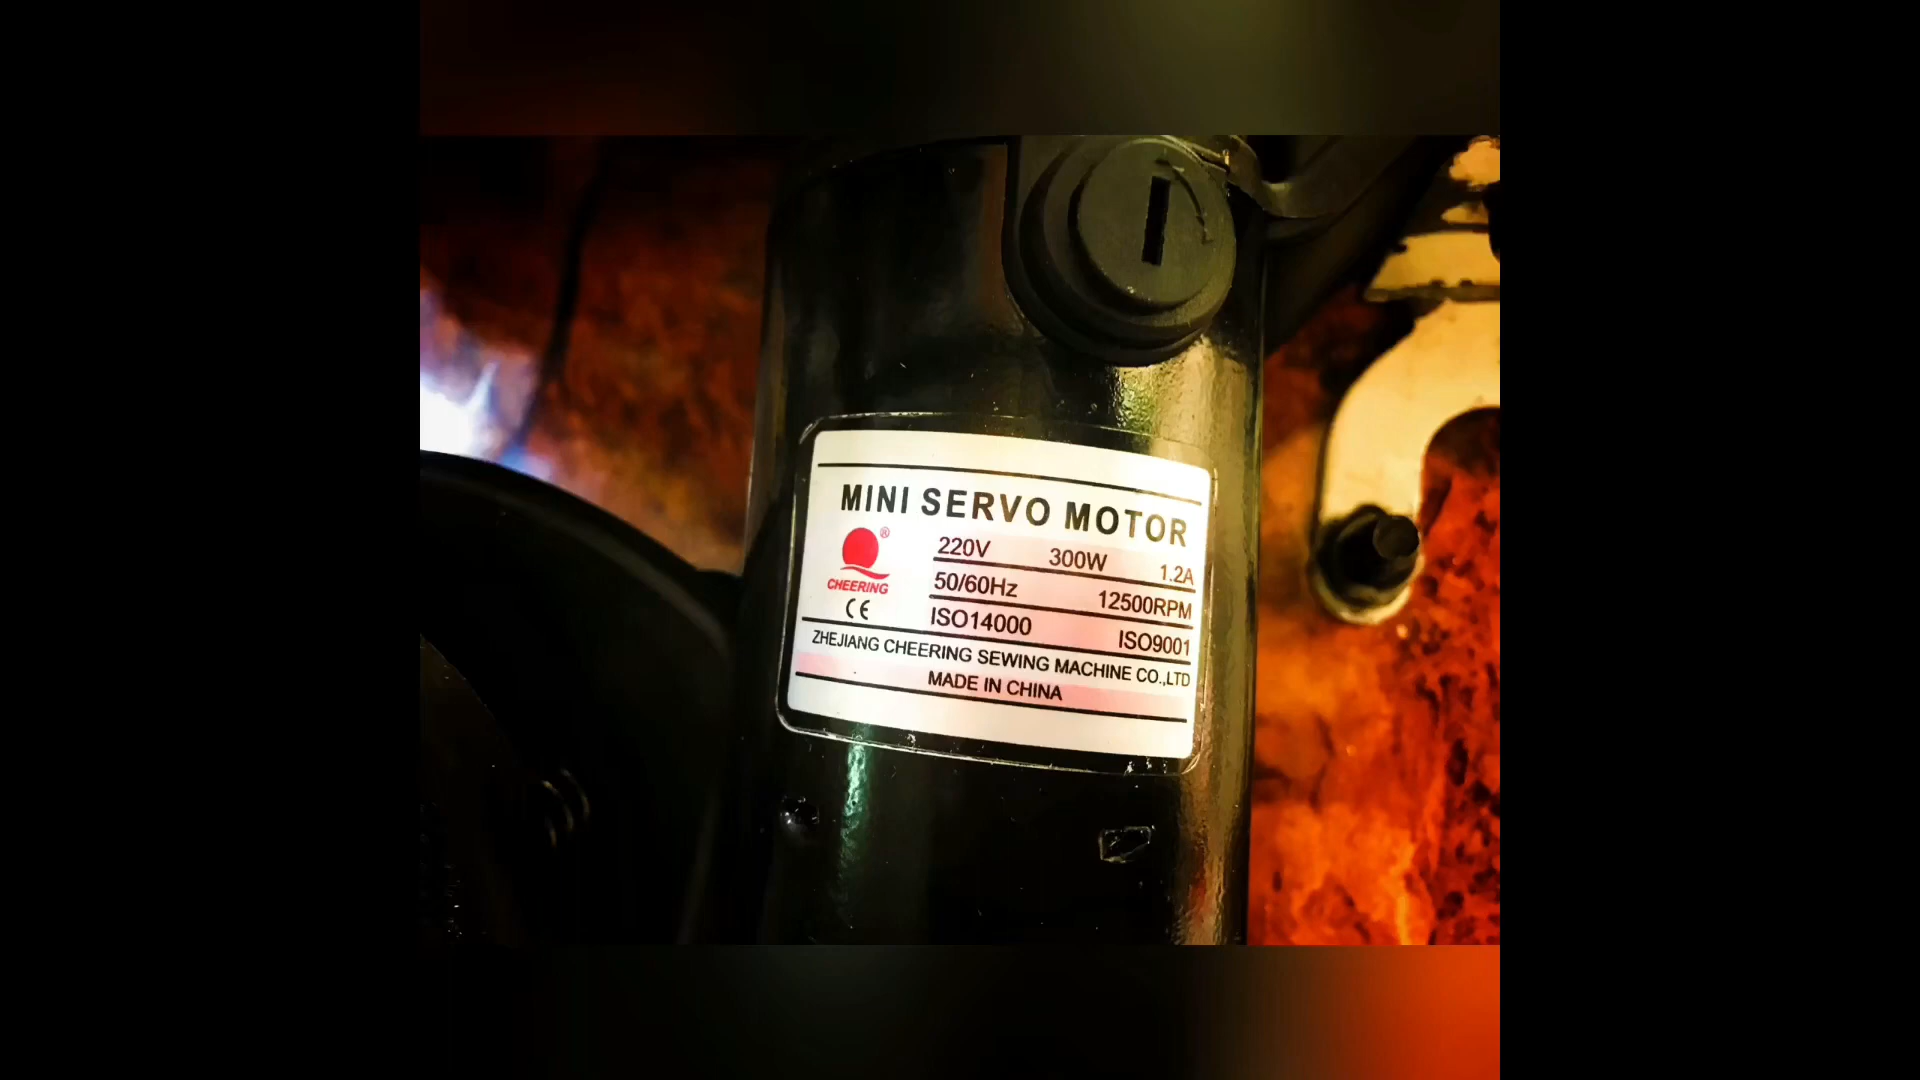 MINI SERVO MOTOR
®
CHEERING
CE
220V 300W 1.2A
50/60Hz 12500RPM
ISO14000 ISO9001
ZHEJIANG CHEERING SEWING MACHINE CO.,LTD
MADE IN CHINA